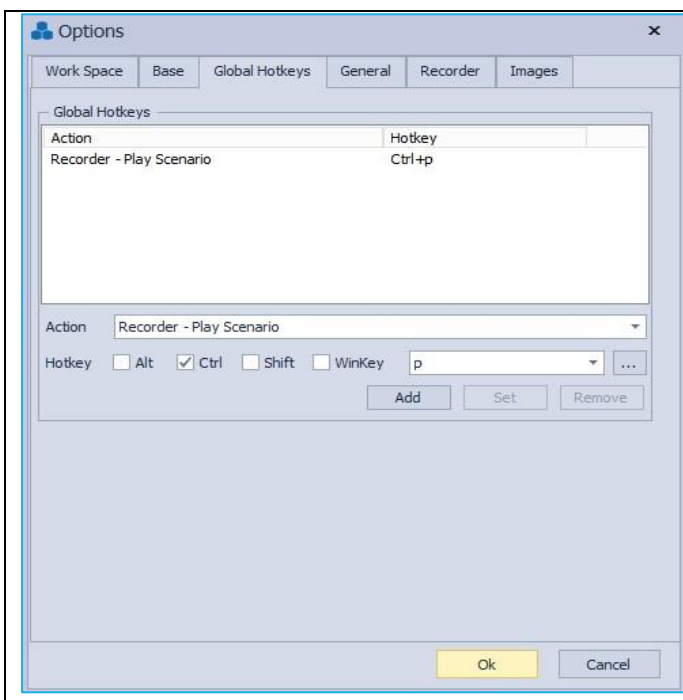 Options
Work Space Base Global Hotkeys General Recorder Images
Global Hotkeys
Action Hotkey
Recorder - Play Scenario Ctrl+p
Action Recorder - Play Scenario
Hotkey Alt Ctrl Shift WinKey p ...
Add Set Remove
Ok Cancel